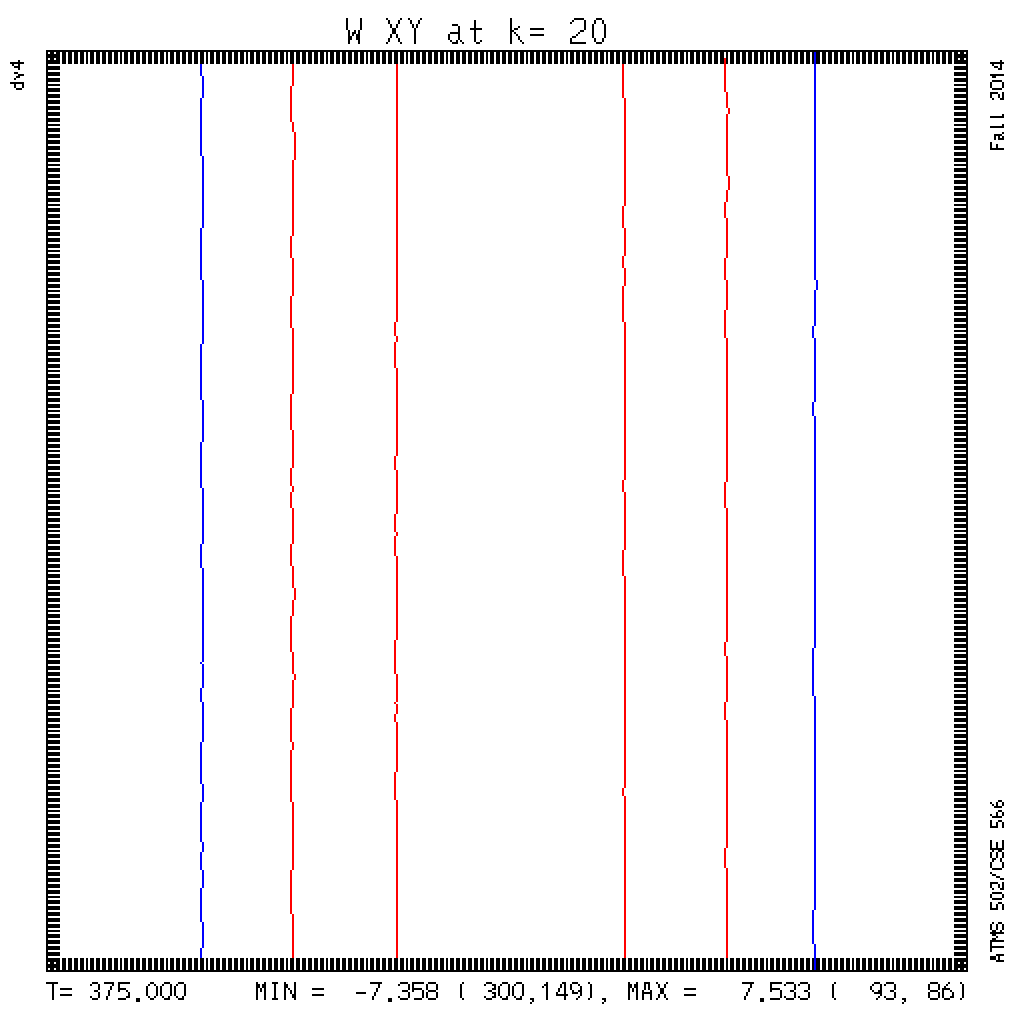 W XY at k= 20
dv4
Fall 2014
ATMS 502/CSE 566
T= 375.000 MIN = -7.358 ( 300,149), MAX = 7.533 ( 93, 86)